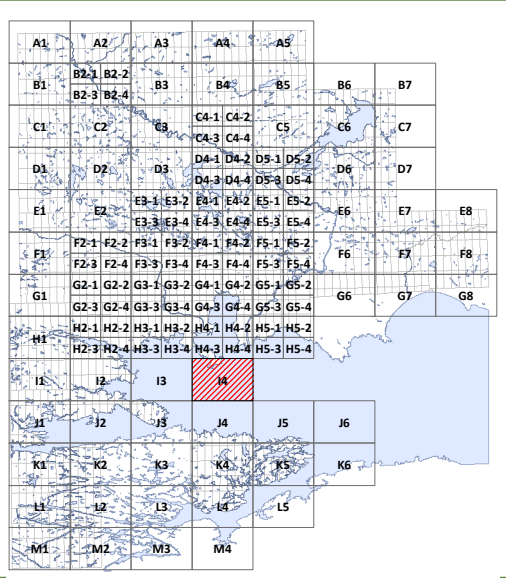 A1 A2 A3 A4 A5
B2-1 B2-2
B1 B3 B4 B5 B6 B7
B2-3 B2-4
C4-1 C4-2
C1 C2 C3 C5 C6 C7
C4-3 C4-4
D4-1 D4-2 D5-1 D5-2
D1 D2 D3 D6 D7
D4-3 D4-4 D5-3 D5-4
E3-1 E3-2 E4-1 E4-2 E5-1 E5-2
E1 E2 E6 E7 E8
E3-3 E3-4 E4-3 E4-4 E5-3 E5-4
F2-1 F2-2 F3-1 F3-2 F4-1 F4-2 F5-1 F5-2
F1 F6 F7 F8
F2-3 F2-4 F3-3 F3-4 F4-3 F4-4 F5-3 F5-4
G2-1 G2-2 G3-1 G3-2 G4-1 G4-2 G5-1 G5-2
G1 G6 G7 G8
G2-3 G2-4 G3-3 G3-4 G4-3 G4-4 G5-3 G5-4
H2-1 H2-2 H3-1 H3-2 H4-1 H4-2 H5-1 H5-2
H1
H2-3 H2-4 H3-3 H3-4 H4-3 H4-4 H5-3 H5-4
I1 I2 I3 I4
J1 J2 J3 J4 J5 J6
K1 K2 K3 K4 K5 K6
L1 L2 L3 L4 L5
M1 M2 M3 M4